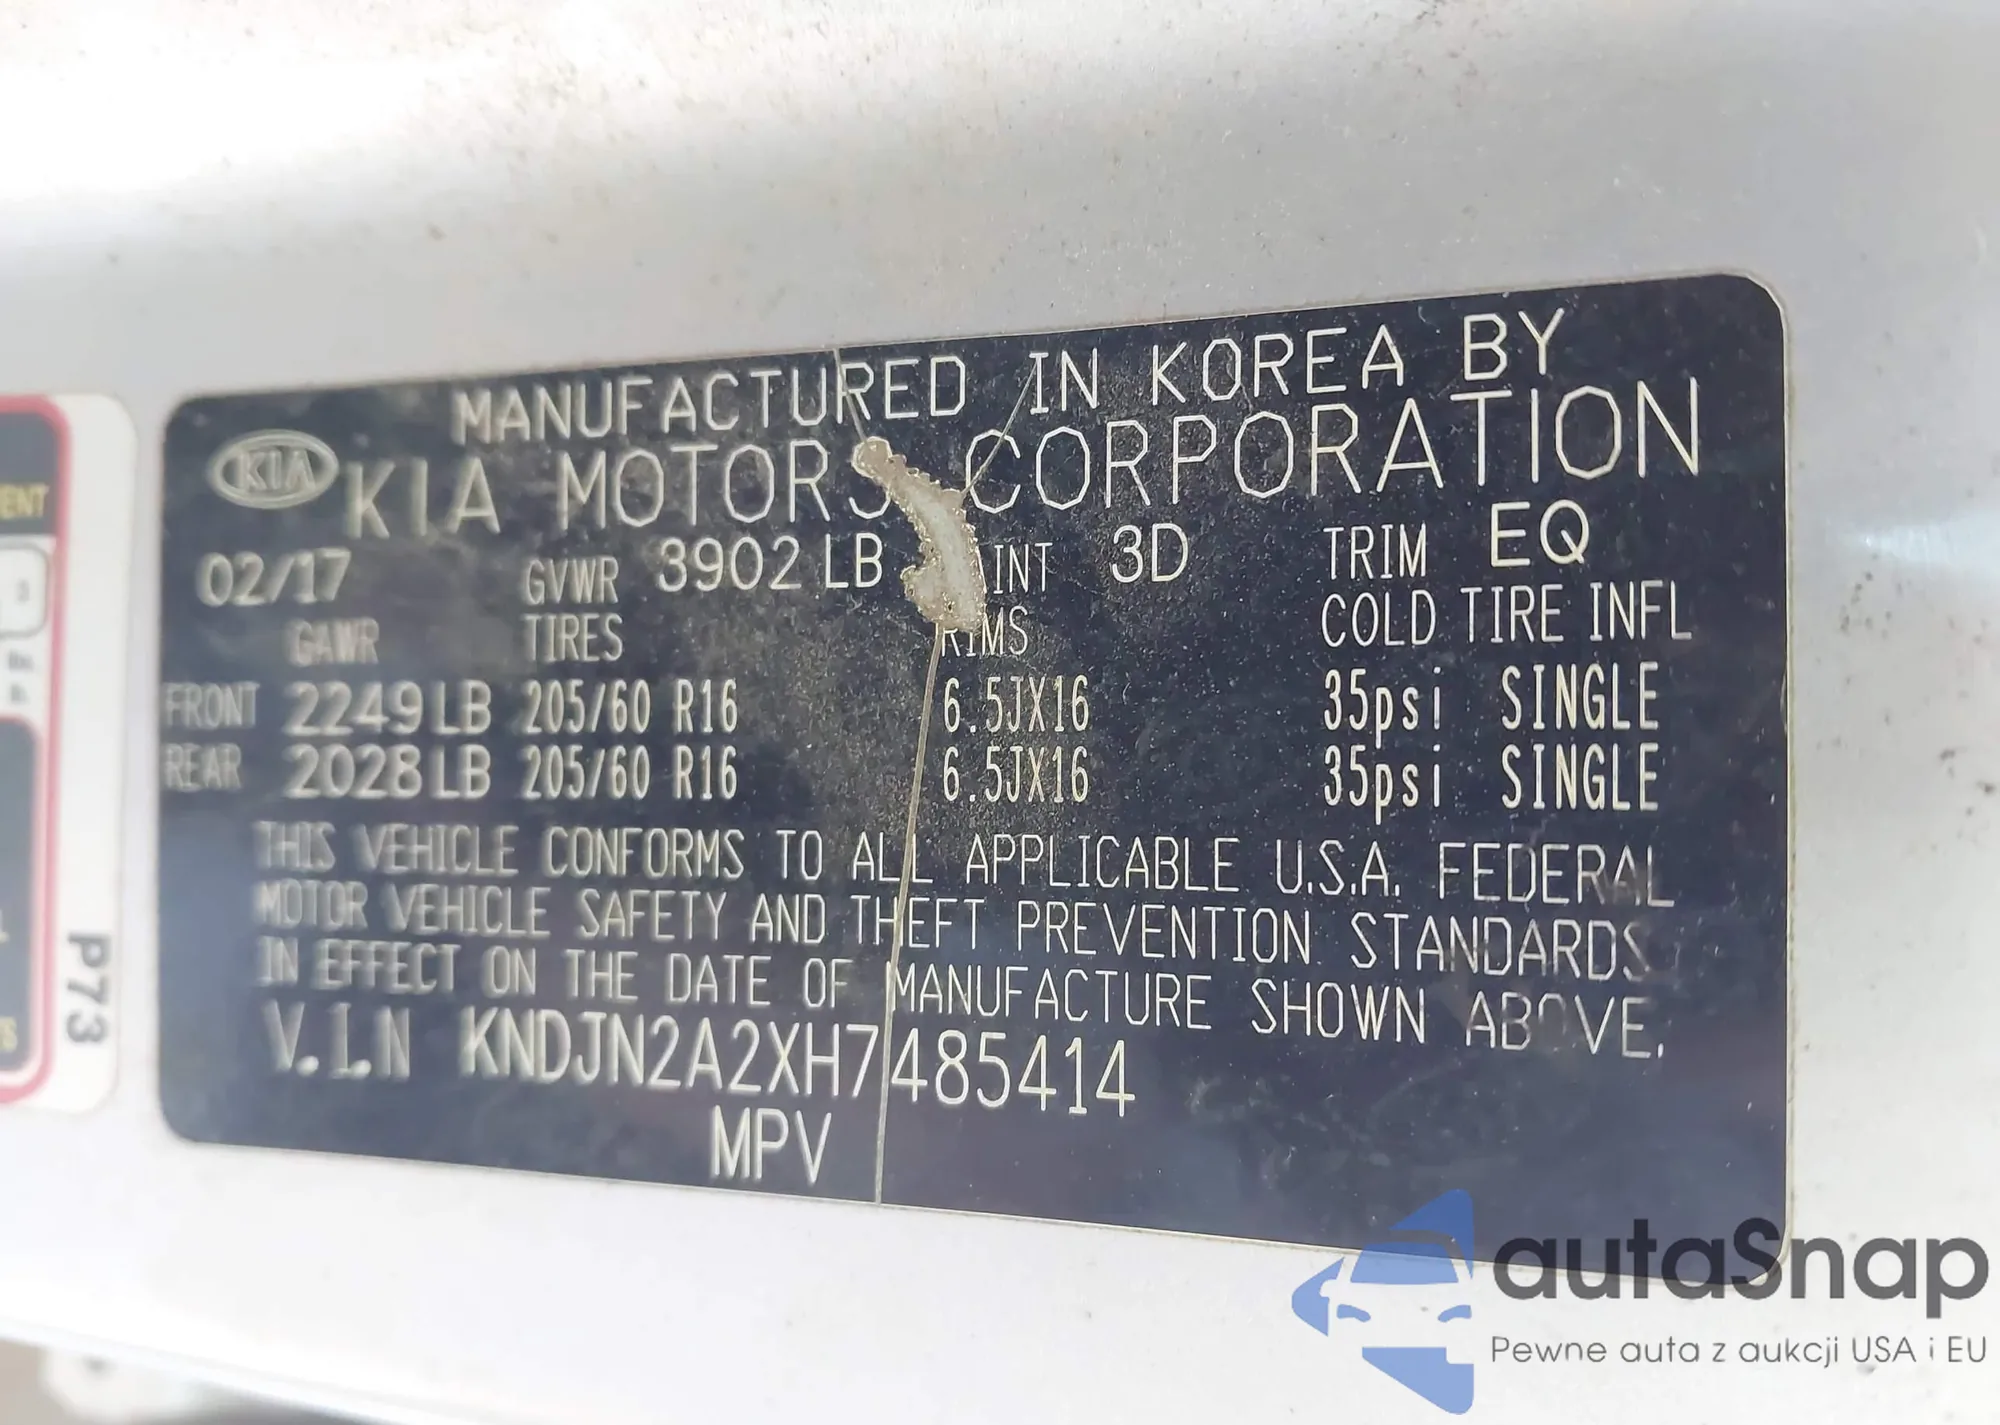 MANUFACTURED IN KOREA BY
KIA KIA MOTORS CORPORATION
02/17 GVWR 3902 LB INT 3D TRIM EQ
GAWR TIRES RIMS COLD TIRE INFL
FRONT 2249 LB 205/60 R16 6.5JX16 35psi SINGLE
REAR 2028 LB 205/60 R16 6.5JX16 35psi SINGLE
THIS VEHICLE CONFORMS TO ALL APPLICABLE U.S.A. FEDERAL
MOTOR VEHICLE SAFETY AND THEFT PREVENTION STANDARDS
IN EFFECT ON THE DATE OF MANUFACTURE SHOWN ABOVE.
V.I.N KNDJN2A2XH7485414
MPV
P73
autaSnap
Pewne auta z aukcji USA i EU